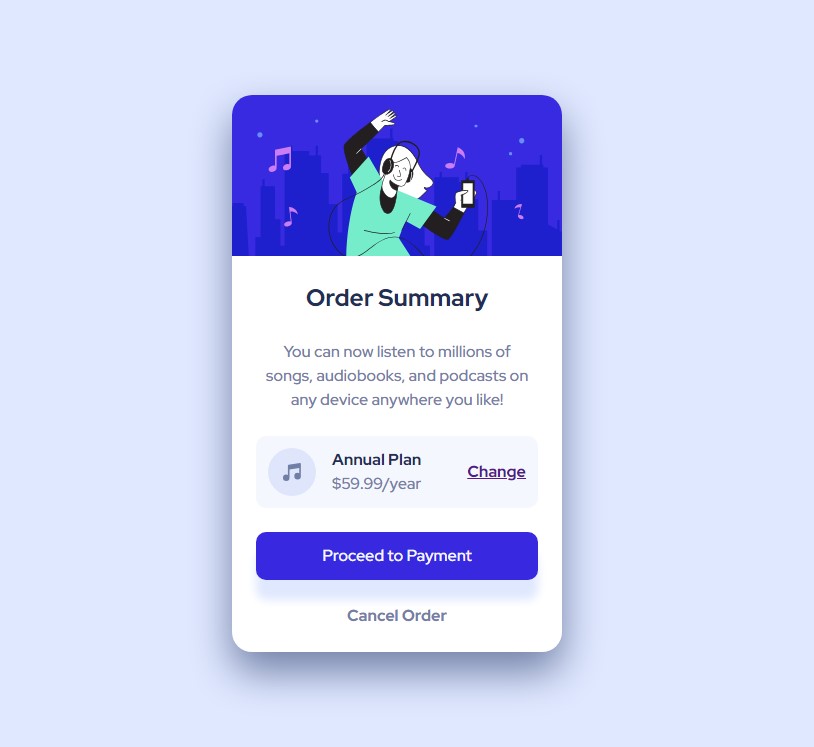 Order Summary
You can now listen to millions of
songs, audiobooks, and podcasts on
any device anywhere you like!
Annual Plan
$59.99/year
Change
Proceed to Payment
Cancel Order